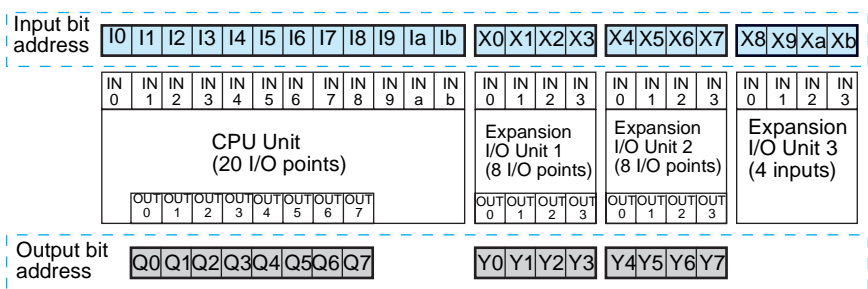 Input bit address I0 I1 I2 I3 I4 I5 I6 I7 I8 I9 Ia Ib X0 X1 X2 X3 X4 X5 X6 X7 X8 X9 Xa Xb
IN IN IN IN IN IN IN IN IN IN IN IN IN IN IN IN IN IN IN IN IN IN IN IN
0 1 2 3 4 5 6 7 8 9 a b 0 1 2 3 0 1 2 3 0 1 2 3
CPU Unit
(20 I/O points)
Expansion
I/O Unit 1
(8 I/O points)
Expansion
I/O Unit 2
(8 I/O points)
Expansion
I/O Unit 3
(4 inputs)
OUT OUT OUT OUT OUT OUT OUT OUT OUT OUT OUT OUT OUT OUT OUT OUT
0 1 2 3 4 5 6 7 0 1 2 3 0 1 2 3
Output bit address Q0 Q1 Q2 Q3 Q4 Q5 Q6 Q7 Y0 Y1 Y2 Y3 Y4 Y5 Y6 Y7